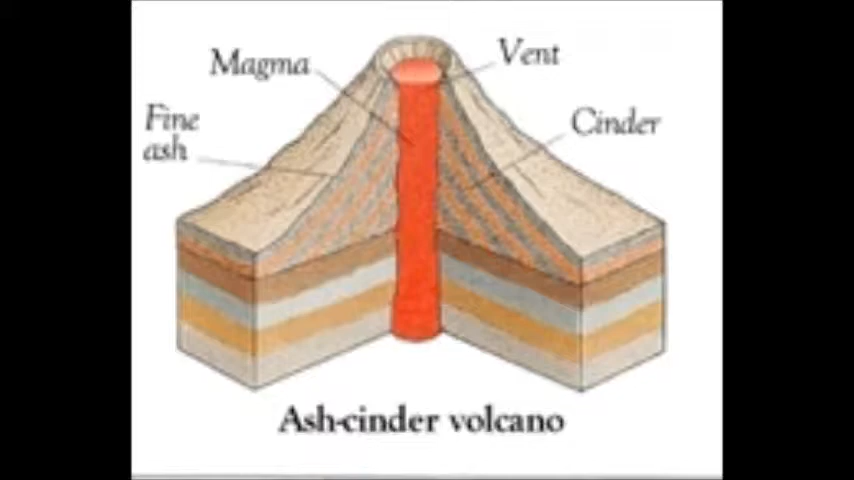 Magma
Vent
Fine
ash
Cinder
Ash-cinder volcano